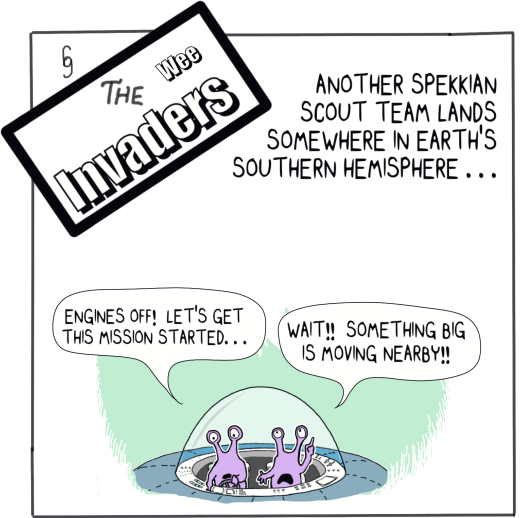 §
THE
Wee
Invaders
ANOTHER SPEKKIAN
SCOUT TEAM LANDS
SOMEWHERE IN EARTH'S
SOUTHERN HEMISPHERE...
ENGINES OFF! LET'S GET
THIS MISSION STARTED...
WAIT!! SOMETHING BIG
IS MOVING NEARBY!!